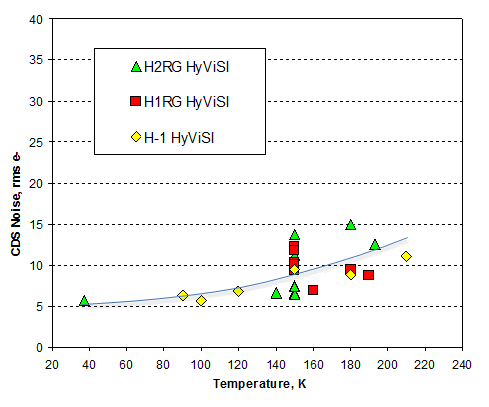 40
35
30
25
20
15
10
5
0
CDS Noise, rms e-
H2RG HyViSI
H1RG HyViSI
H-1 HyViSI
20 40 60 80 100 120 140 160 180 200 220 240
Temperature, K